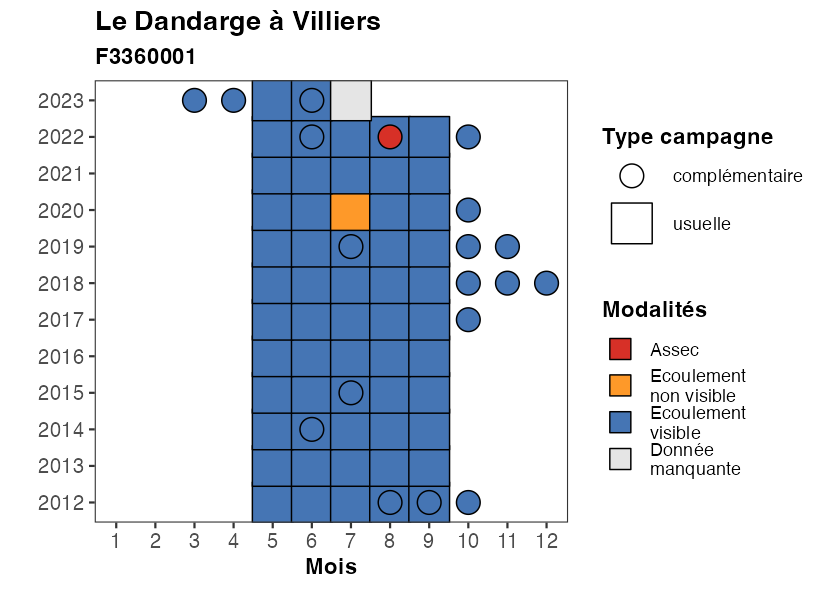 Le Dandarge à Villiers
F3360001
2023
2022
2021
2020
2019
2018
2017
2016
2015
2014
2013
2012
1 2 3 4 5 6 7 8 9 10 11 12
Mois
Type campagne
complémentaire
usuelle
Modalités
Assec
Ecoulement
non visible
Ecoulement
visible
Donnée
manquante